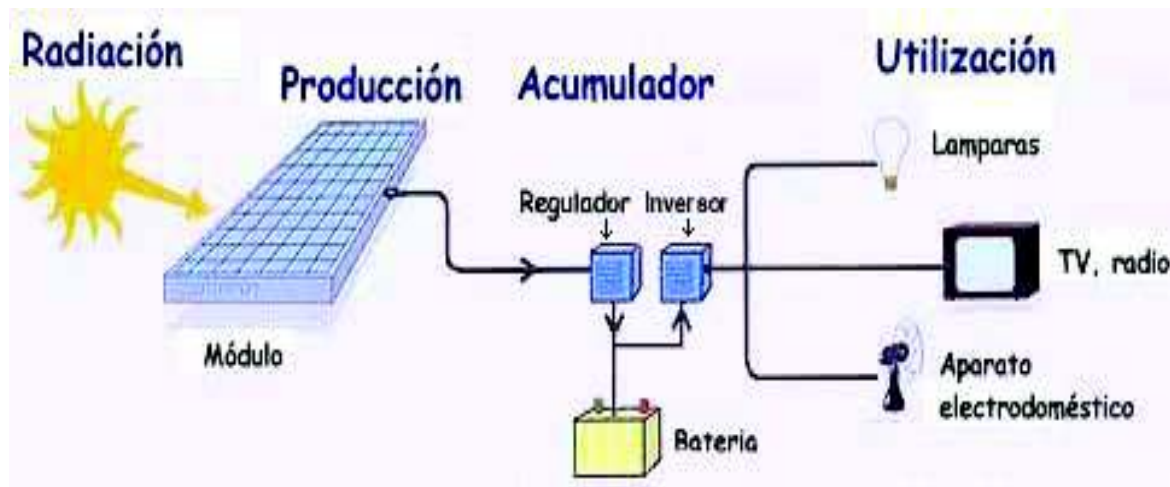 Radiación
Producción
Acumulador
Utilización
Lamparas
Regulador
Inversor
TV, radio
Módulo
Aparato
electrodoméstico
Bateria